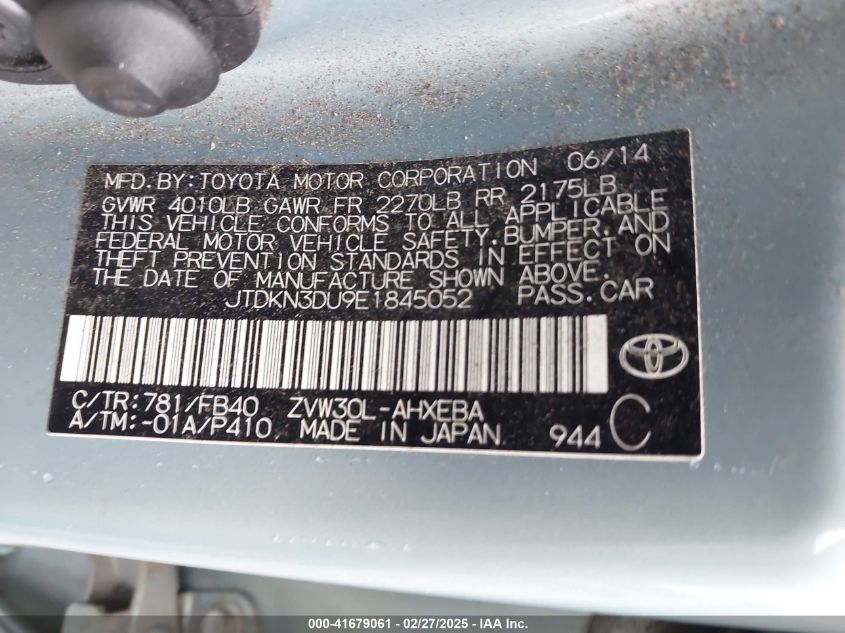 MFD. BY: TOYOTA MOTOR CORPORATION 06/14
GVWR 4010LB GAWR FR 2270LB RR 2175LB
THIS VEHICLE CONFORMS TO ALL APPLICABLE
FEDERAL MOTOR VEHICLE SAFETY, BUMPER, AND
THEFT PREVENTION STANDARDS IN EFFECT ON
THE DATE OF MANUFACTURE SHOWN ABOVE.
JTDKN3DU9E1845052 PASS. CAR
C/TR: 781/FB40 ZVW30L-AHXEBA
A/TM: -01A/P410 MADE IN JAPAN 944 C
000-41679061 - 02/27/2025 - IAA Inc.